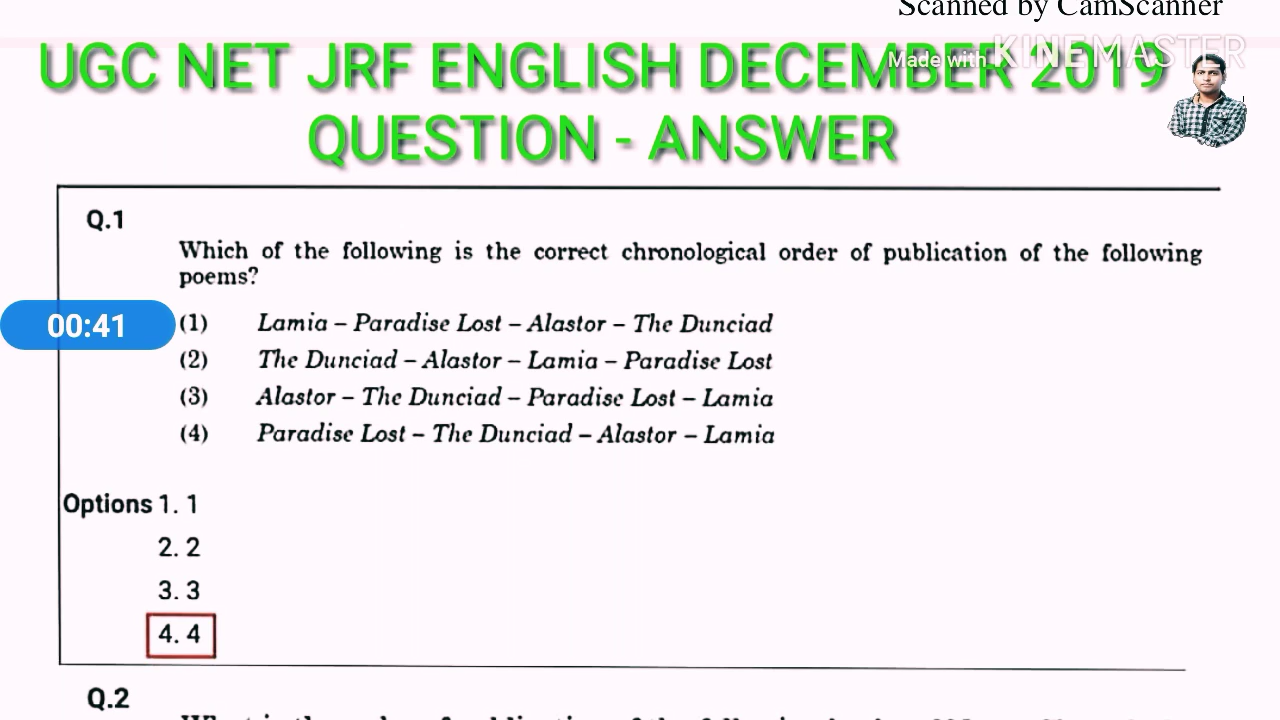 Scanned by CamScanner
Made with KINEMASTER
UGC NET JRF ENGLISH DECEMBER 2019
QUESTION - ANSWER
Q.1
Which of the following is the correct chronological order of publication of the following
poems?
00:41
(1) Lamia – Paradise Lost – Alastor – The Dunciad
(2) The Dunciad – Alastor – Lamia – Paradise Lost
(3) Alastor – The Dunciad – Paradise Lost – Lamia
(4) Paradise Lost – The Dunciad – Alastor – Lamia
Options 1. 1
2. 2
3. 3
4. 4
Q.2